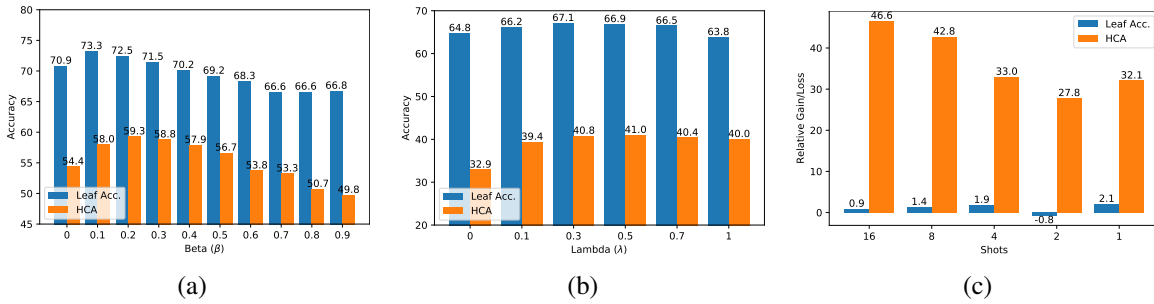 80
75
70
65
60
55
50
45
Accuracy
70.9 73.3 72.5 71.5 70.2 69.2 68.3 66.6 66.6 66.8
54.4 58.0 59.3 58.8 57.9 56.7 53.8 53.3 50.7 49.8
Leaf Acc.
HCA
0 0.1 0.2 0.3 0.4 0.5 0.6 0.7 0.8 0.9
Beta (β)
(a)
70
60
50
40
30
20
Accuracy
64.8 66.2 67.1 66.9 66.5 63.8
32.9 39.4 40.8 41.0 40.4 40.0
Leaf Acc.
HCA
0 0.1 0.3 0.5 0.7 1
Lambda (λ)
(b)
40
30
20
10
0
Relative Gain/Loss
Leaf Acc.
HCA
46.6 42.8 33.0 27.8 32.1
0.9 1.4 1.9 -0.8 2.1
16 8 4 2 1
Shots
(c)